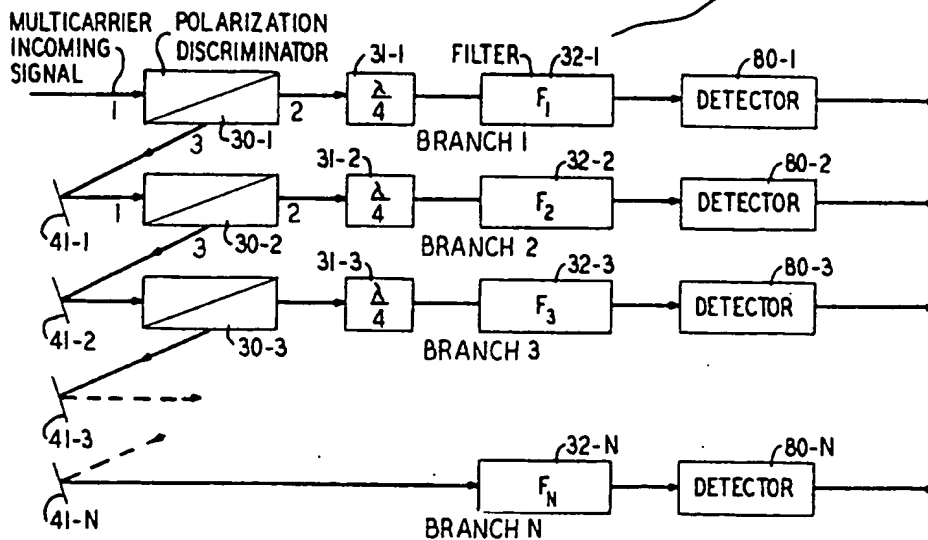 MULTICARRIER INCOMING SIGNAL
POLARIZATION DISCRIMINATOR
31-1
FILTER
32-1
80-1
1
2
λ/4
F1
DETECTOR
3
30-1
BRANCH 1
31-2
32-2
80-2
1
2
λ/4
F2
DETECTOR
41-1
3
30-2
BRANCH 2
31-3
32-3
80-3
λ/4
F3
DETECTOR
41-2
30-3
BRANCH 3
41-3
32-N
80-N
FN
DETECTOR
41-N
BRANCH N